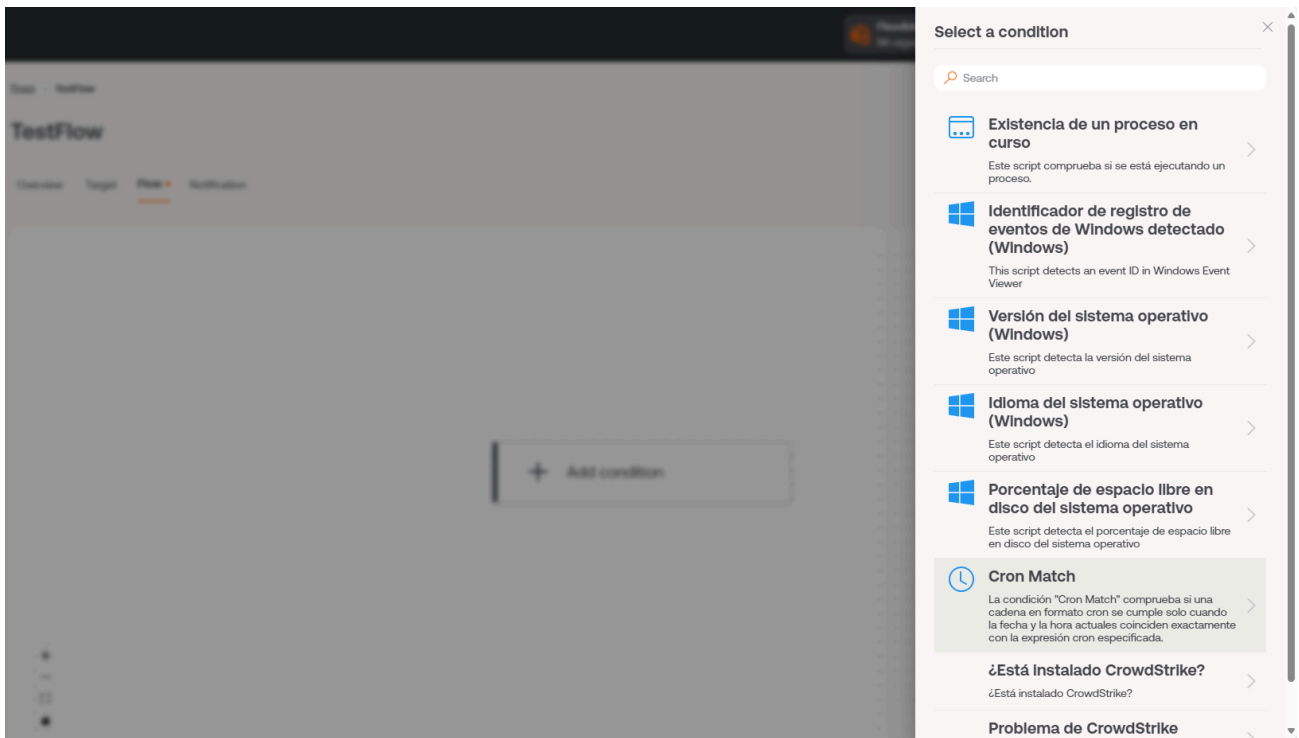 Select a condition
Search
TestFlow
Overview Target Flow Notification
Add condition
Existencia de un proceso en
curso
Este script comprueba si se está ejecutando un
proceso.
Identificador de registro de
eventos de Windows detectado
(Windows)
This script detects an event ID in Windows Event
Viewer
Versión del sistema operativo
(Windows)
Este script detecta la versión del sistema
operativo
Idioma del sistema operativo
(Windows)
Este script detecta el idioma del sistema
operativo
Porcentaje de espacio libre en
disco del sistema operativo
Este script detecta el porcentaje de espacio libre
en disco del sistema operativo
Cron Match
La condición "Cron Match" comprueba si una
cadena en formato cron se cumple solo cuando
la fecha y la hora actuales coinciden exactamente
con la expresión cron especificada.
¿Está instalado CrowdStrike?
¿Está instalado CrowdStrike?
Problema de CrowdStrike